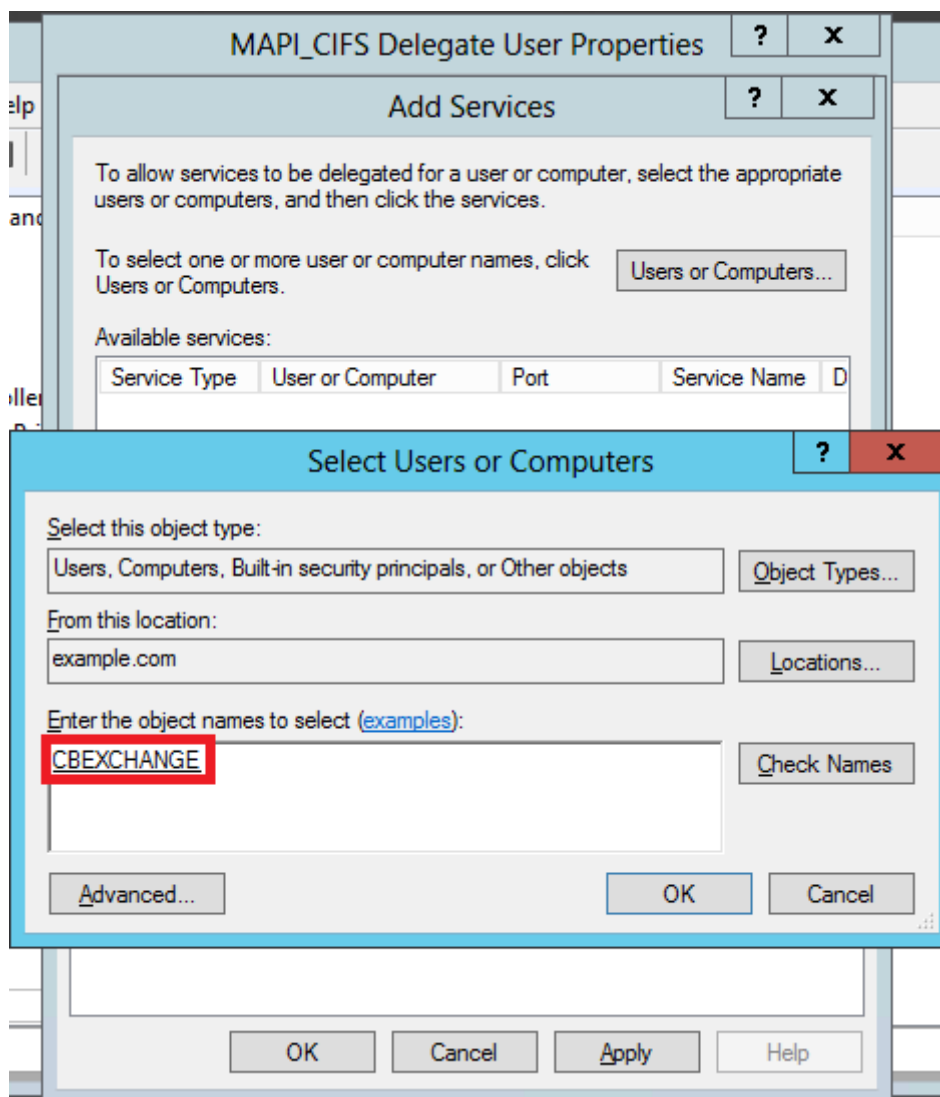 MAPI_CIFS Delegate User Properties
? x
Add Services
? x
To allow services to be delegated for a user or computer, select the appropriate
users or computers, and then click the services.
To select one or more user or computer names, click
Users or Computers.
Users or Computers...
Available services:
Service Type User or Computer Port Service Name D
Select Users or Computers
? x
Select this object type:
Users, Computers, Built-in security principals, or Other objects
Object Types...
From this location:
example.com
Locations...
Enter the object names to select (examples):
CBEXCHANGE
Check Names
Advanced...
OK Cancel
OK Cancel Apply Help